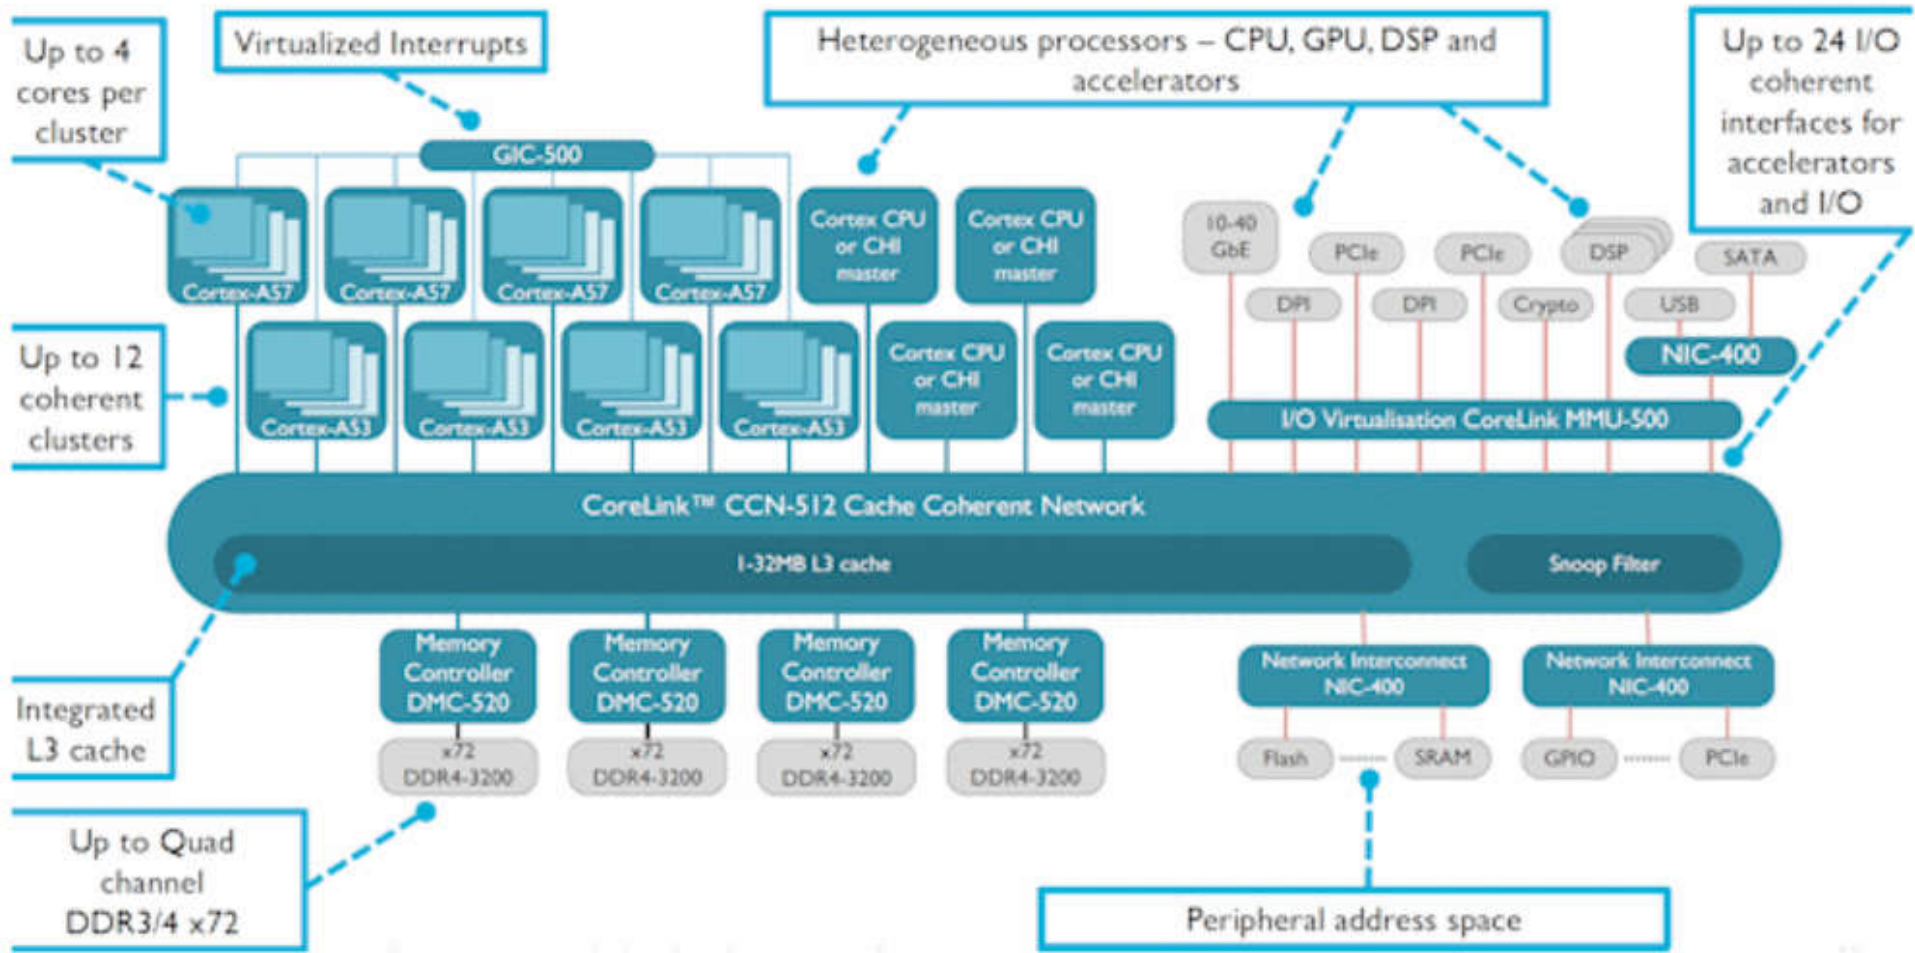 Up to 4
cores per
cluster
Virtualized Interrupts
Heterogeneous processors – CPU, GPU, DSP and
accelerators
Up to 24 I/O
coherent
interfaces for
accelerators
and I/O
GIC-500
Cortex-A57
Cortex-A57
Cortex-A57
Cortex-A57
Cortex CPU
or CHI
master
Cortex CPU
or CHI
master
10-40
GbE
PCIe
PCIe
DSP
SATA
DPI
DPI
Crypto
USB
NIC-400
Up to 12
coherent
clusters
Cortex-A53
Cortex-A53
Cortex-A53
Cortex-A53
Cortex CPU
or CHI
master
Cortex CPU
or CHI
master
I/O Virtualisation CoreLink MMU-500
CoreLink™ CCN-512 Cache Coherent Network
1-32MB L3 cache
Snoop Filter
Integrated
L3 cache
Memory
Controller
DMC-520
Memory
Controller
DMC-520
Memory
Controller
DMC-520
Memory
Controller
DMC-520
Network Interconnect
NIC-400
Network Interconnect
NIC-400
x72
DDR4-3200
x72
DDR4-3200
x72
DDR4-3200
x72
DDR4-3200
Flash
SRAM
GPIO
PCIe
Up to Quad
channel
DDR3/4 x72
Peripheral address space